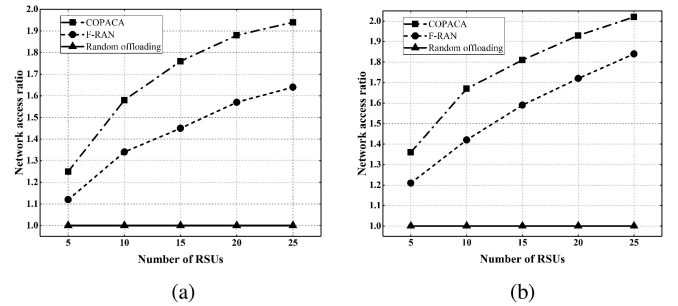 COPACA
F-RAN
Random offloading
Network access ratio
2.0
1.9
1.8
1.7
1.6
1.5
1.4
1.3
1.2
1.1
1.0
5
10
15
20
25
Number of RSUs
(a)
COPACA
F-RAN
Random offloading
Network access ratio
2.0
1.9
1.8
1.7
1.6
1.5
1.4
1.3
1.2
1.1
1.0
5
10
15
20
25
Number of RSUs
(b)